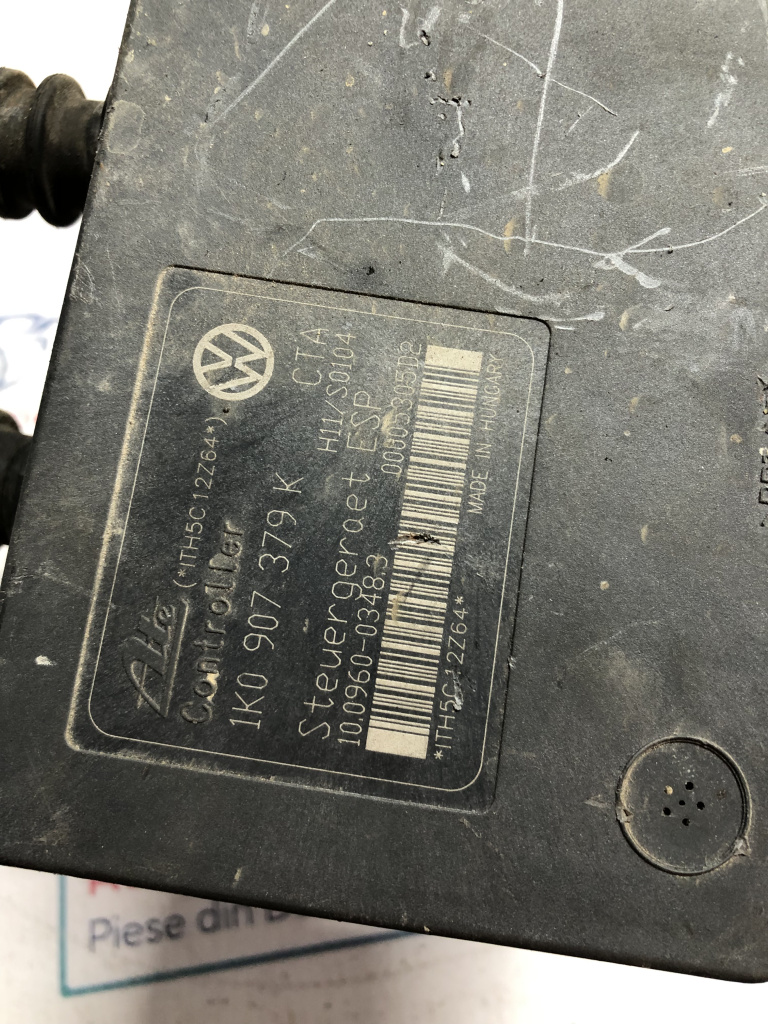 Ate (*1TH5C12Z64*)
Controller
1K0 907 379 K CTA
H11/S0104
Steuergeraet ESP
10.0960-0348.3 00005305D2
*1TH5C12Z64*
MADE IN HUNGARY
Piese din